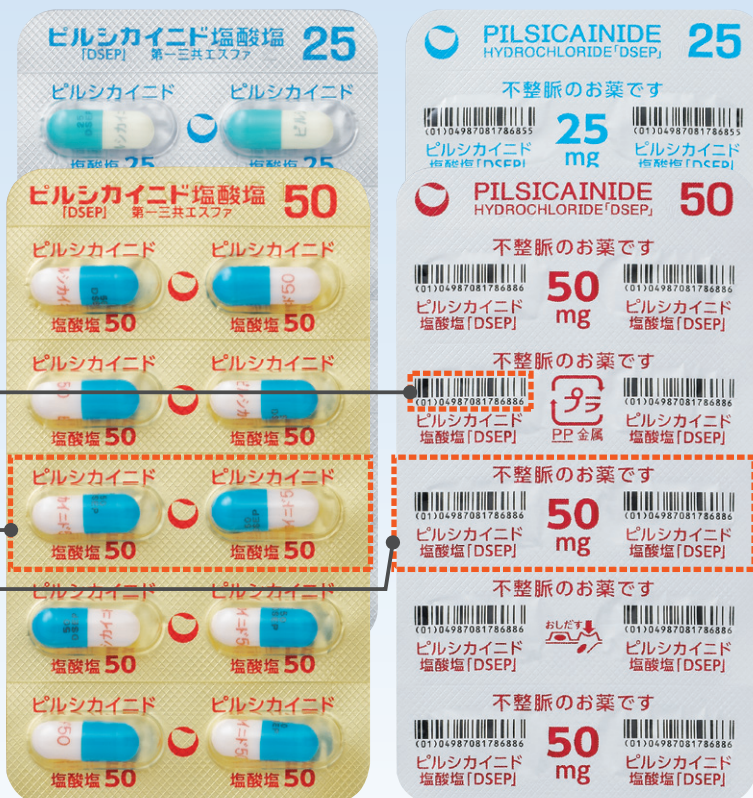 ピルシカイニド塩酸塩 25
「DSEP」 第一三共エスファ
ピルシカイニド ピルシカイニド
塩酸塩 25 塩酸塩 25
PILSICAINIDE 25
HYDROCHLORIDE「DSEP」
不整脈のお薬です
25
mg
(01)04987081786855 (01)04987081786855
ピルシカイニド ピルシカイニド
塩酸塩「DSEP」 塩酸塩「DSEP」
ピルシカイニド塩酸塩 50
「DSEP」 第一三共エスファ
ピルシカイニド ピルシカイニド
塩酸塩 50 塩酸塩 50
ピルシカイニド ピルシカイニド
塩酸塩 50 塩酸塩 50
ピルシカイニド ピルシカイニド
塩酸塩 50 塩酸塩 50
ピルシカイニド ピルシカイニド
塩酸塩 50 塩酸塩 50
ピルシカイニド ピルシカイニド
塩酸塩 50 塩酸塩 50
PILSICAINIDE 50
HYDROCHLORIDE「DSEP」
不整脈のお薬です
50
mg
(01)04987081786886 (01)04987081786886
ピルシカイニド ピルシカイニド
塩酸塩「DSEP」 塩酸塩「DSEP」
不整脈のお薬です
プラ
(01)04987081786886 (01)04987081786886
ピルシカイニド ピルシカイニド
塩酸塩「DSEP」 PP 金属 塩酸塩「DSEP」
不整脈のお薬です
50
mg
(01)04987081786886 (01)04987081786886
ピルシカイニド ピルシカイニド
塩酸塩「DSEP」 塩酸塩「DSEP」
不整脈のお薬です
おしだす
(01)04987081786886 (01)04987081786886
ピルシカイニド ピルシカイニド
塩酸塩「DSEP」 塩酸塩「DSEP」
不整脈のお薬です
50
mg
(01)04987081786886 (01)04987081786886
ピルシカイニド ピルシカイニド
塩酸塩「DSEP」 塩酸塩「DSEP」